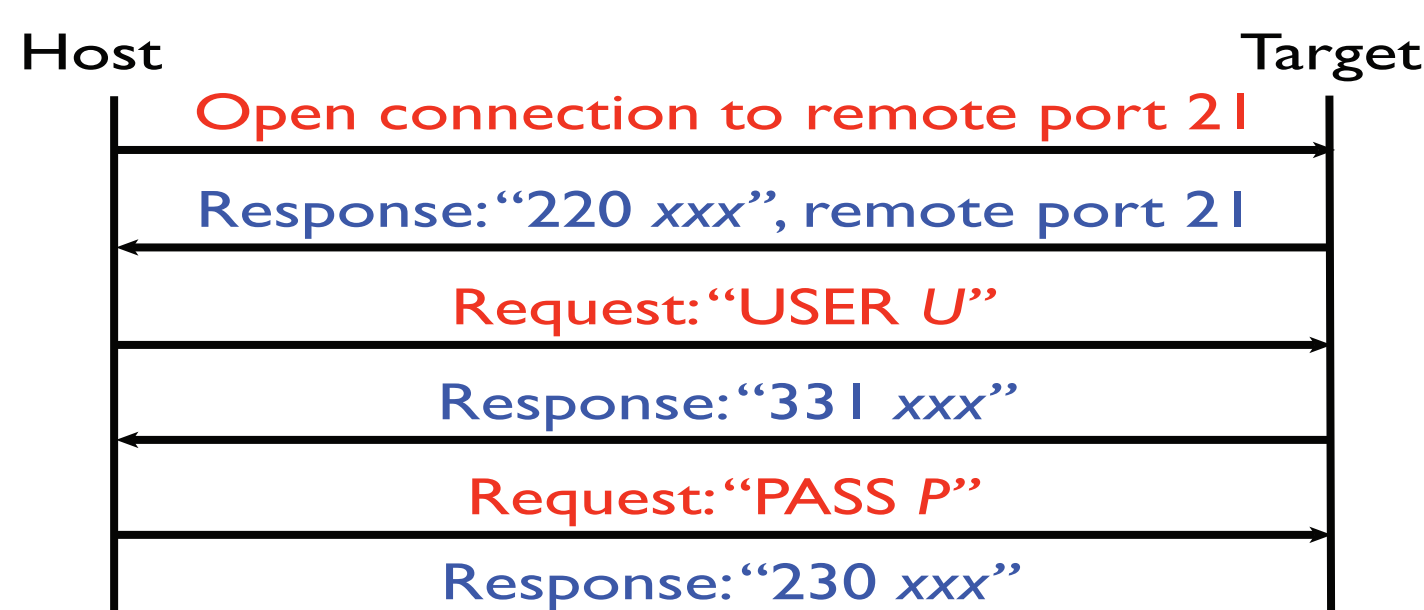 Host
Target
Open connection to remote port 21
Response: “220 xxx”, remote port 21
Request: “USER U”
Response: “331 xxx”
Request: “PASS P”
Response: “230 xxx”